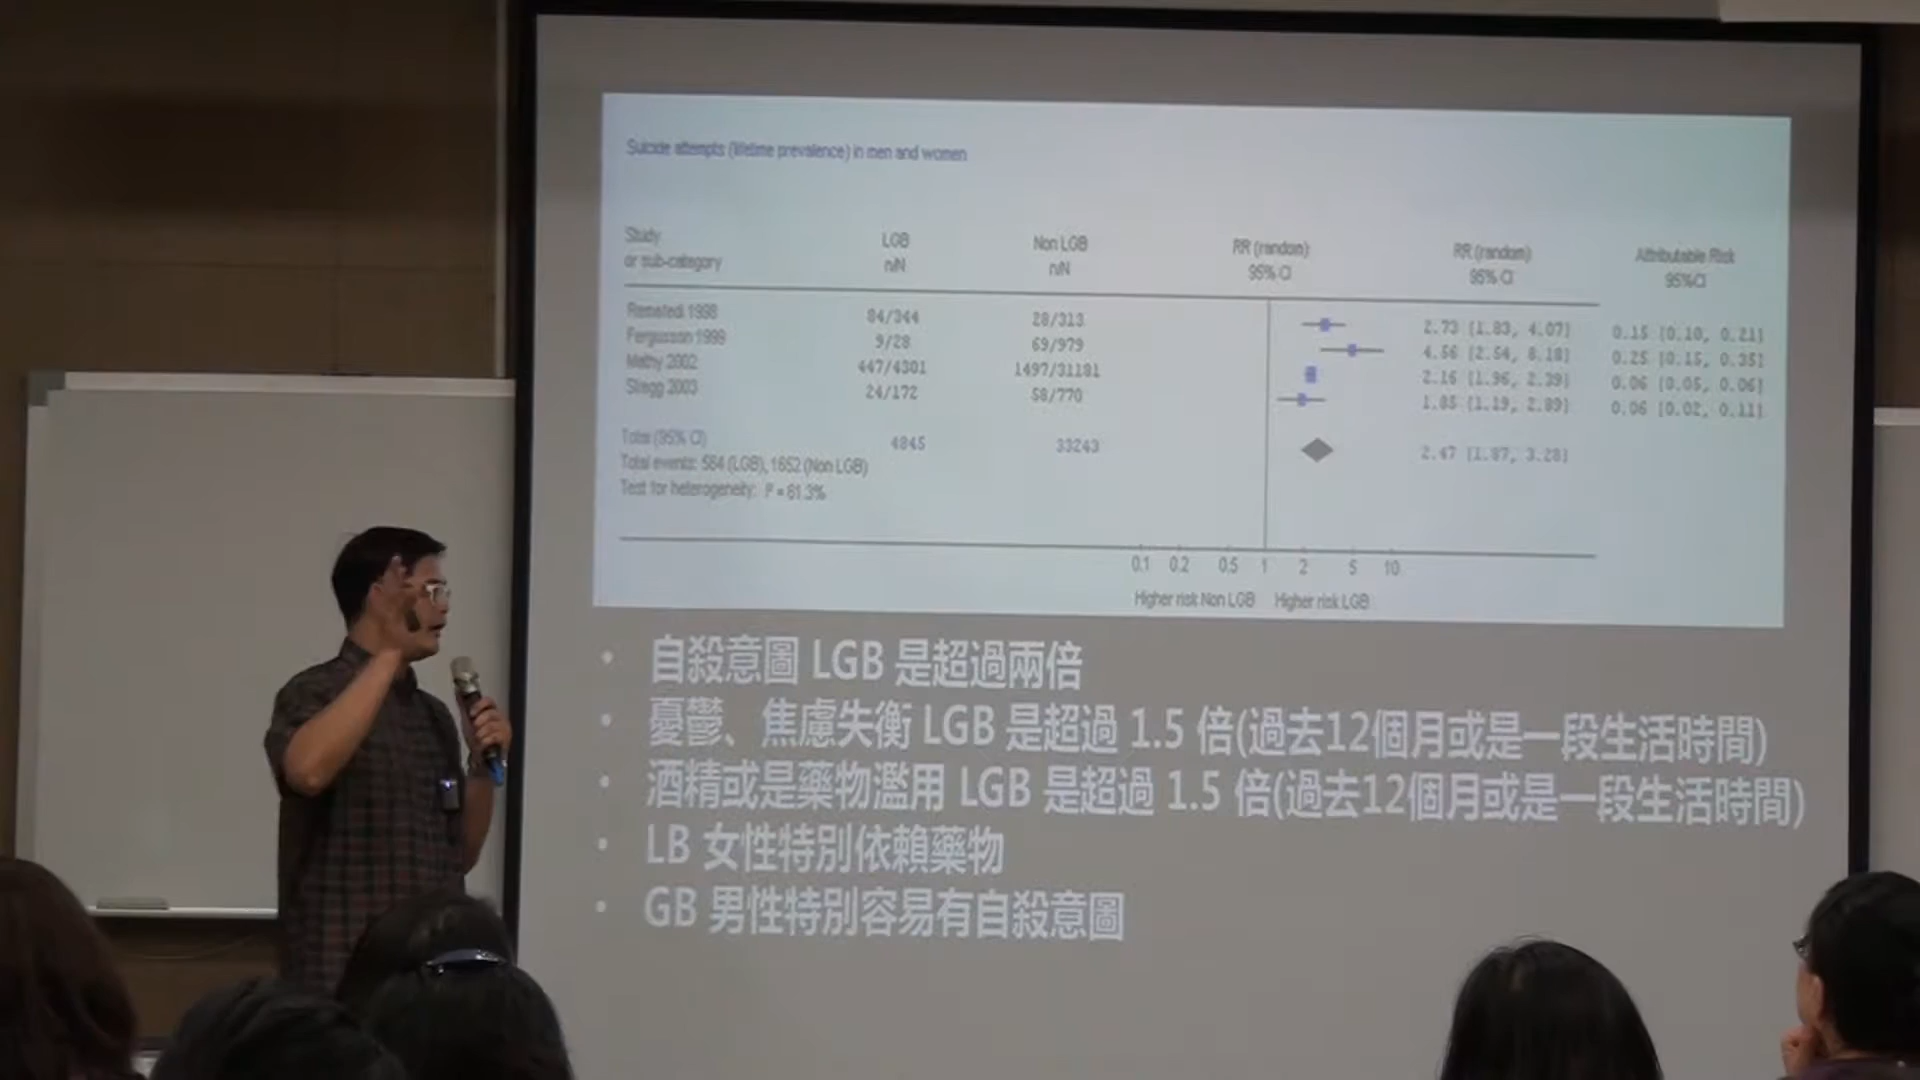 Suicide attempts (lifetime prevalence) in men and women
Study or sub-category LGB n/N Non LGB n/N RR (random) 95% CI RR (random) 95% CI Attributable Risk 95%CI
Remafedi 1998 84/344 28/313 2.73 [1.83, 4.07] 0.15 [0.10, 0.21]
Fergusson 1999 9/28 69/979 4.56 [2.54, 8.18] 0.25 [0.15, 0.35]
Mathy 2002 447/4301 1497/31181 2.16 [1.96, 2.39] 0.06 [0.05, 0.06]
Skegg 2003 24/172 58/770 1.85 [1.19, 2.89] 0.06 [0.02, 0.11]
Total (95% CI) 4845 33243 2.47 [1.87, 3.28]
Total events: 564 (LGB), 1652 (Non LGB)
Test for heterogeneity: I² = 61.3%
0.1 0.2 0.5 1 2 5 10
Higher risk Non LGB Higher risk LGB
• 自殺意圖 LGB 是超過兩倍
• 憂鬱、焦慮失衡 LGB 是超過 1.5 倍(過去12個月或是一段生活時間)
• 酒精或是藥物濫用 LGB 是超過 1.5 倍(過去12個月或是一段生活時間)
• LB 女性特別依賴藥物
• GB 男性特別容易有自殺意圖